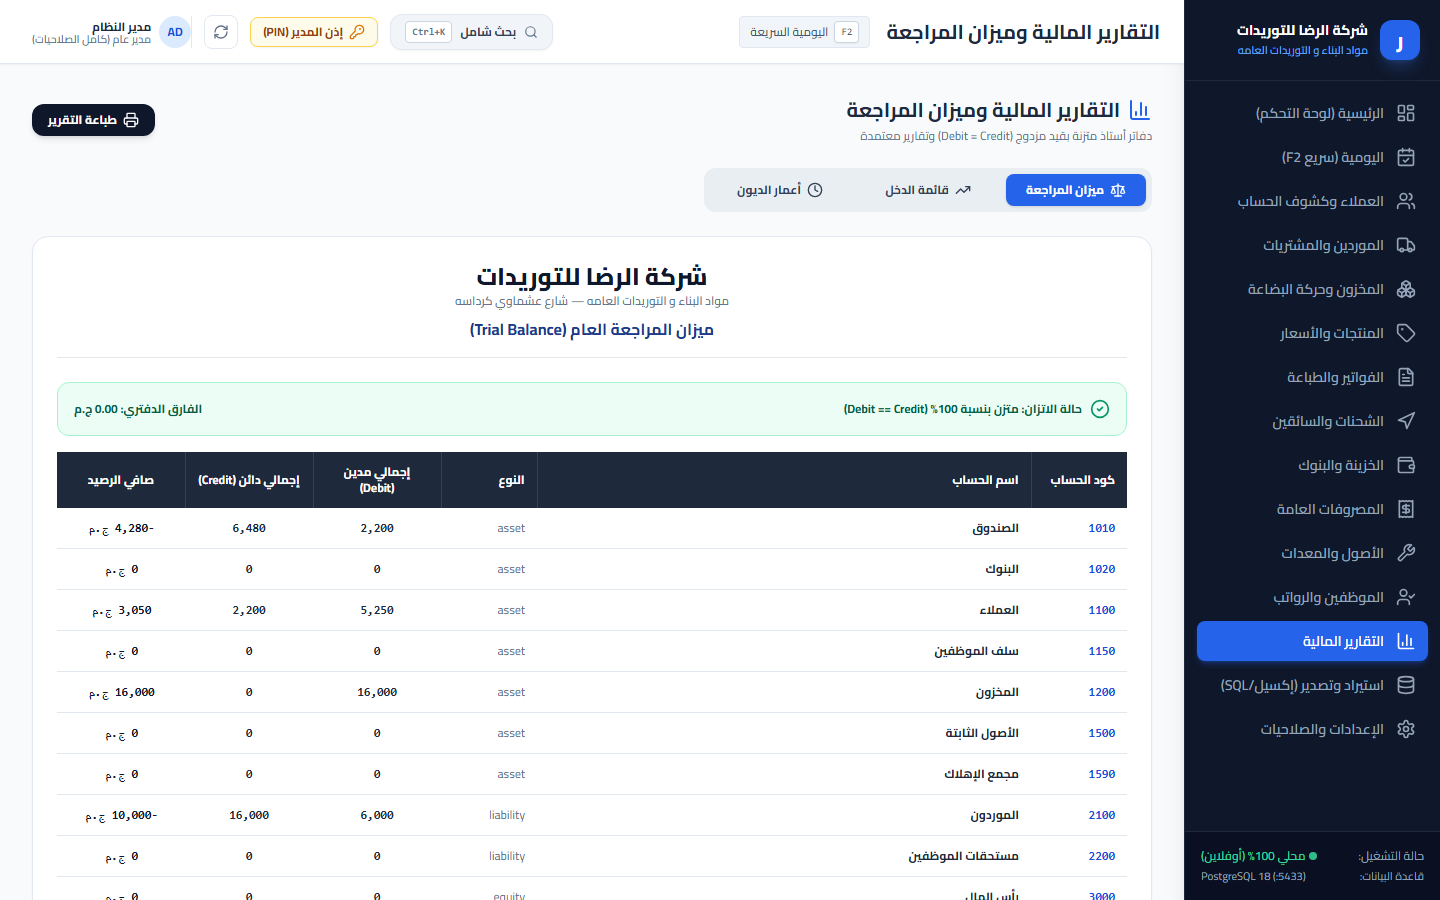 ر
شركة الرضا للتوريدات
مواد البناء و التوريدات العامه
الرئيسية (لوحة التحكم)
اليومية (سريع F2)
العملاء وكشوف الحساب
الموردين والمشتريات
المخزون وحركة البضاعة
المنتجات والأسعار
الفواتير والطباعة
الشحنات والسائقين
الخزينة والبنوك
المصروفات العامة
الأصول والمعدات
الموظفين والرواتب
التقارير المالية
استيراد وتصدير (إكسيل/SQL)
الإعدادات والصلاحيات
حالة التشغيل: محلي 100% (أوفلاين)
قاعدة البيانات: PostgreSQL 18 (:5433)
التقارير المالية وميزان المراجعة
F2 اليومية السريعة
بحث شامل Ctrl+K
إذن المدير (PIN)
AD
مدير النظام
مدير عام (كامل الصلاحيات)
التقارير المالية وميزان المراجعة
دفاتر أستاذ متزنة بقيد مزدوج (Debit = Credit) وتقارير معتمدة
طباعة التقرير
ميزان المراجعة
قائمة الدخل
أعمار الديون
شركة الرضا للتوريدات
مواد البناء و التوريدات العامه — شارع عشماوي كرداسه
ميزان المراجعة العام (Trial Balance)
حالة الاتزان: متزن بنسبة 100% (Debit == Credit)
الفارق الدفتري: 0.00 ج.م
كود الحساب اسم الحساب النوع إجمالي مدين (Debit) إجمالي دائن (Credit) صافي الرصيد
1010 الصندوق asset 2,200 6,480 -4,280 ج.م
1020 البنوك asset 0 0 0 ج.م
1100 العملاء asset 5,250 2,200 3,050 ج.م
1150 سلف الموظفين asset 0 0 0 ج.م
1200 المخزون asset 16,000 0 16,000 ج.م
1500 الأصول الثابتة asset 0 0 0 ج.م
1590 مجمع الإهلاك asset 0 0 0 ج.م
2100 الموردون liability 6,000 16,000 -10,000 ج.م
2200 مستحقات الموظفين liability 0 0 0 ج.م
3000 رأس المال equity 0 0 0 ج.م